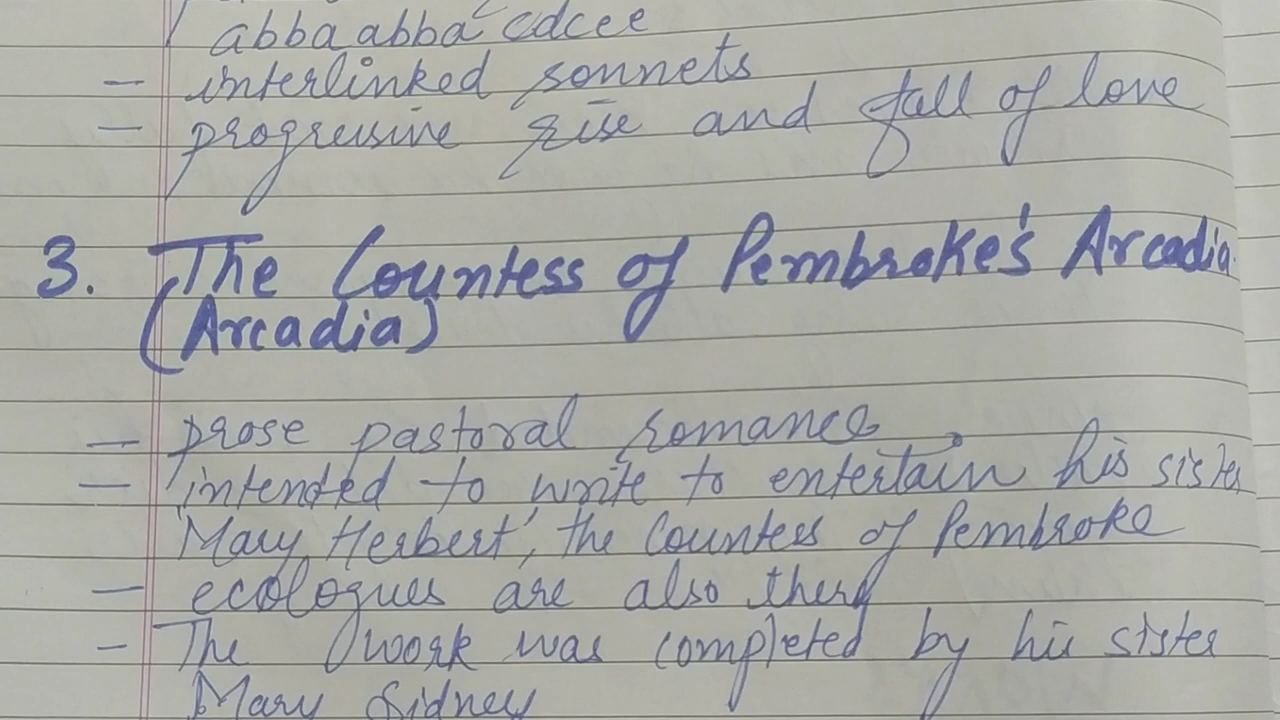 abba abba cdcee
- interlinked sonnets
- progressive rise and fall of love
3. The Countess of Pembroke's Arcadia
(Arcadia)
- prose pastoral romance
- intended to write to entertain his sister
'Mary Herbert', the Countess of Pembroke
- ecologues are also there
- The work was completed by his sister
Mary Sidney